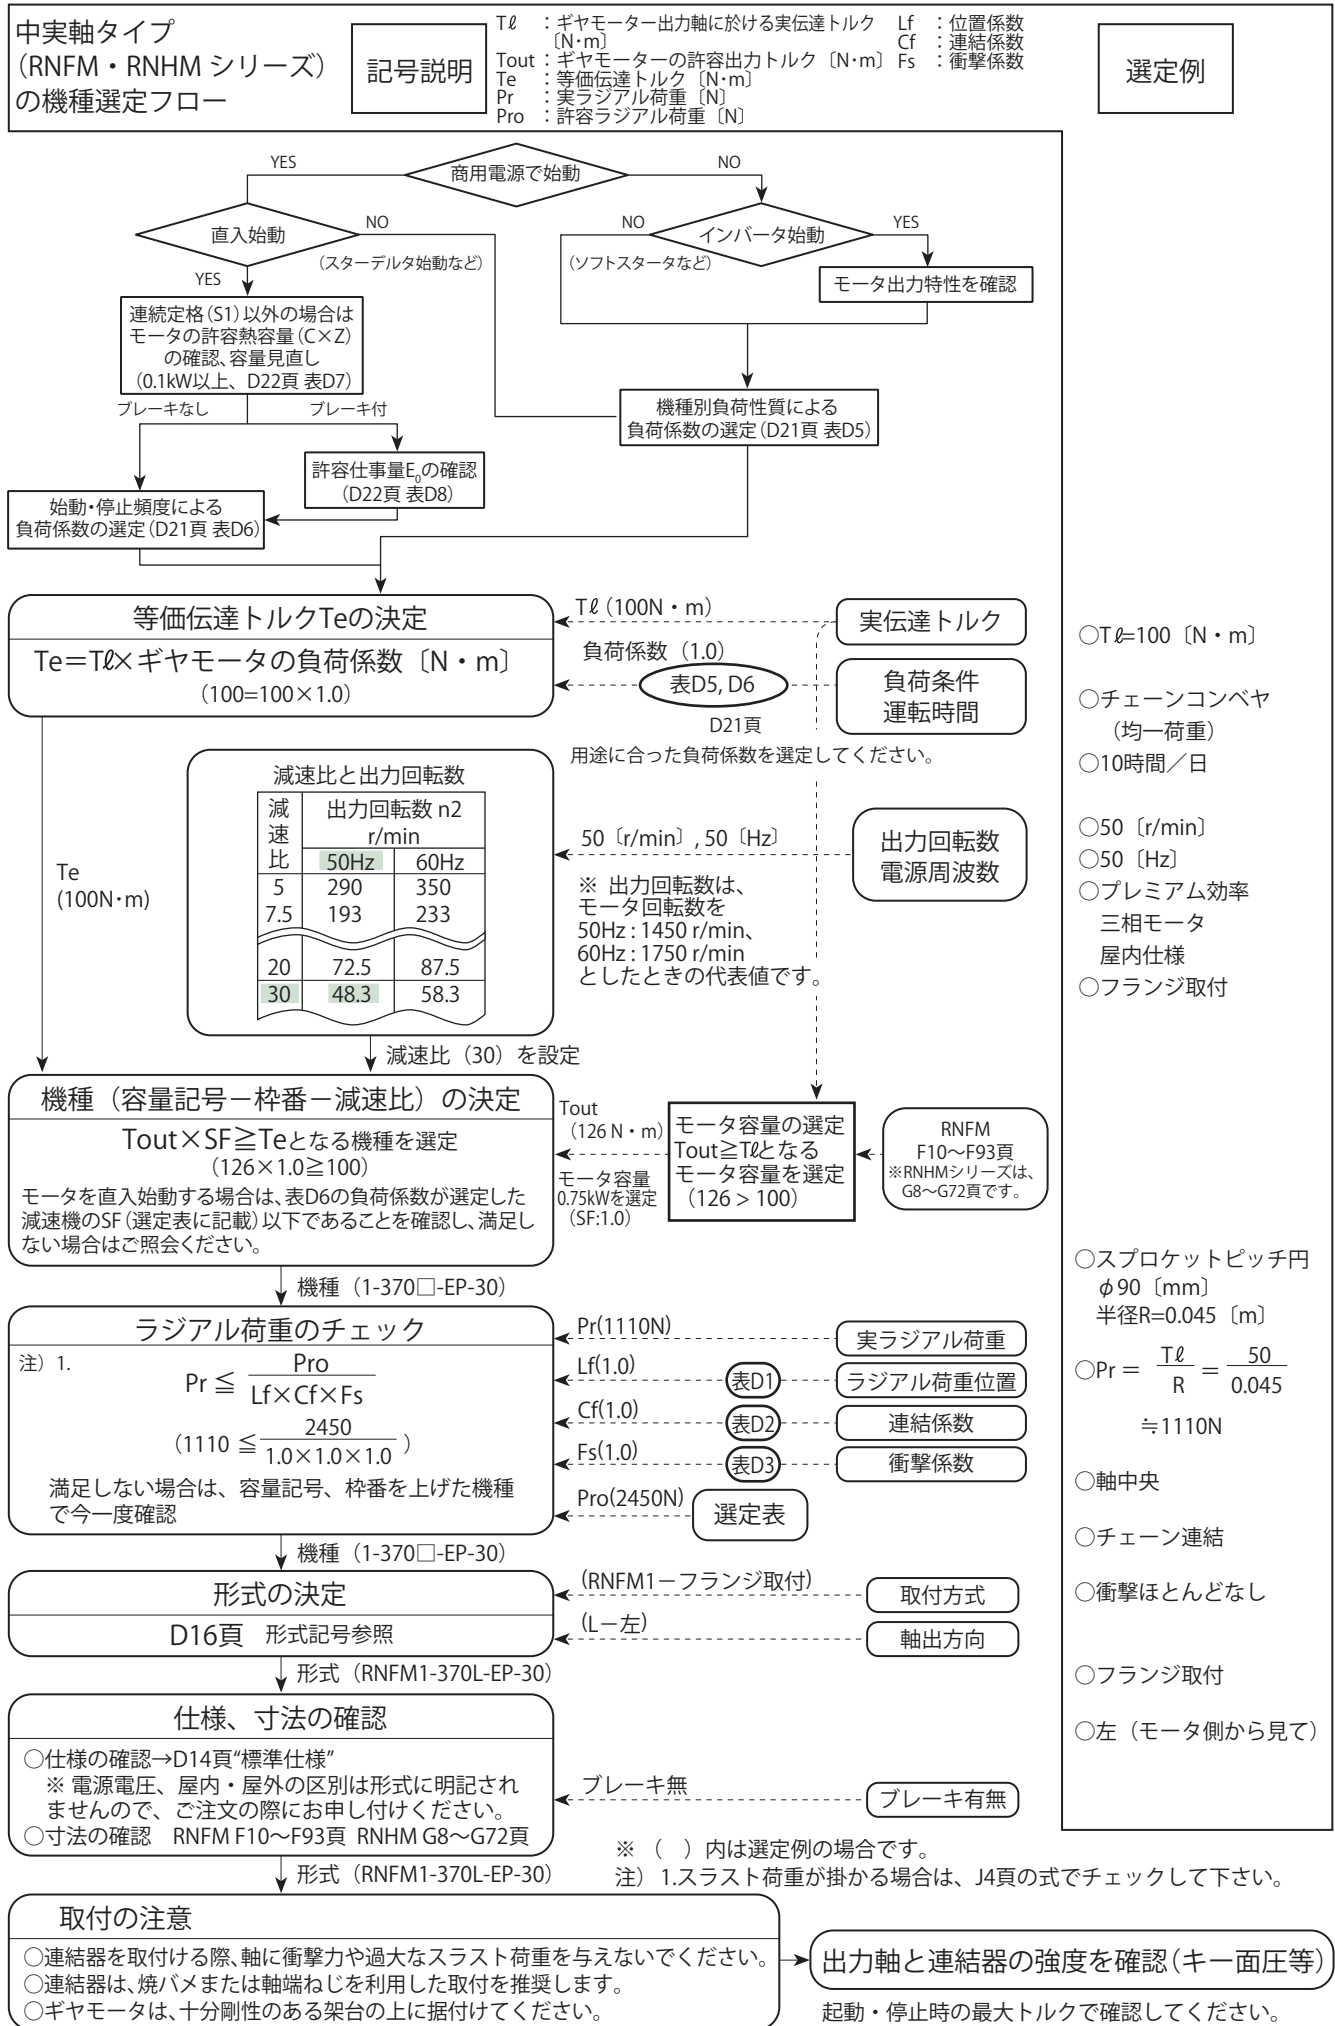 中実軸タイプ
(RNFM・RNHM シリーズ)
の機種選定フロー
記号説明
Tℓ ：ギヤモーター出力軸に於ける実伝達トルク
〔N･m〕
Tout：ギヤモーターの許容出力トルク〔N･m〕
Te ：等価伝達トルク〔N･m〕
Pr ：実ラジアル荷重〔N〕
Pro ：許容ラジアル荷重〔N〕
Lf ：位置係数
Cf ：連結係数
Fs ：衝撃係数
選定例
YES
商用電源で始動
NO
直入始動
NO
(スターデルタ始動など)
YES
NO
インバータ始動
YES
(ソフトスタータなど)
モータ出力特性を確認
連続定格(S1)以外の場合は
モータの許容熱容量(C×Z)
の確認、容量見直し
(0.1kW以上、D22頁 表D7)
ブレーキなし
ブレーキ付
機種別負荷性質による
負荷係数の選定(D21頁 表D5)
許容仕事量E₀の確認
(D22頁 表D8)
始動･停止頻度による
負荷係数の選定(D21頁 表D6)
等価伝達トルクTeの決定
Te＝Tℓ×ギヤモータの負荷係数〔N・m〕
(100=100×1.0)
Tℓ (100N・m)
実伝達トルク
負荷係数（1.0）
表D5, D6
D21頁
負荷条件
運転時間
用途に合った負荷係数を選定してください。
○Tℓ=100〔N・m〕
○チェーンコンベヤ
（均一荷重）
○10時間／日
Te
(100N･m)
減速比と出力回転数
減速比
出力回転数 n2
r/min
50Hz 60Hz
5 290 350
7.5 193 233
20 72.5 87.5
30 48.3 58.3
50〔r/min〕, 50〔Hz〕
出力回転数
電源周波数
※ 出力回転数は、
モータ回転数を
50Hz : 1450 r/min、
60Hz : 1750 r/min
としたときの代表値です。
○50〔r/min〕
○50〔Hz〕
○プレミアム効率
三相モータ
屋内仕様
○フランジ取付
減速比（30）を設定
機種（容量記号－枠番－減速比）の決定
Tout×SF≧Teとなる機種を選定
(126×1.0≧100)
モータを直入始動する場合は、表D6の負荷係数が選定した
減速機のSF(選定表に記載)以下であることを確認し、満足し
ない場合はご照会ください。
Tout
（126 N・m）
モータ容量
0.75kWを選定
（SF:1.0）
モータ容量の選定
Tout≧Tℓとなる
モータ容量を選定
（126 > 100）
RNFM
F10～F93頁
※RNHMシリーズは、
G8～G72頁です。
機種（1-370□-EP-30）
ラジアル荷重のチェック
注）1.
Pr ≦ Pro
Lf×Cf×Fs
（1110 ≦ 2450
1.0×1.0×1.0 ）
満足しない場合は、容量記号、枠番を上げた機種
で今一度確認
Pr(1110N)
実ラジアル荷重
Lf(1.0)
表D1
ラジアル荷重位置
Cf(1.0)
表D2
連結係数
Fs(1.0)
表D3
衝撃係数
Pro(2450N)
選定表
○スプロケットピッチ円
φ90〔mm〕
半径R=0.045〔m〕
○Pr＝ Tℓ ＝ 50
R 0.045
≒1110N
○軸中央
○チェーン連結
○衝撃ほとんどなし
機種（1-370□-EP-30）
形式の決定
D16頁 形式記号参照
(RNFM1－フランジ取付)
取付方式
(L－左)
軸出方向
○フランジ取付
○左（モータ側から見て）
形式（RNFM1-370L-EP-30）
仕様、寸法の確認
○仕様の確認→D14頁“標準仕様”
※ 電源電圧、屋内・屋外の区別は形式に明記され
ませんので、ご注文の際にお申し付けください。
○寸法の確認 RNFM F10～F93頁 RNHM G8～G72頁
ブレーキ無
ブレーキ有無
※ （ ）内は選定例の場合です。
注）1.スラスト荷重が掛かる場合は、J4頁の式でチェックして下さい。
形式（RNFM1-370L-EP-30）
取付の注意
○連結器を取付ける際、軸に衝撃力や過大なスラスト荷重を与えないでください。
○連結器は、焼バメまたは軸端ねじを利用した取付を推奨します。
○ギヤモータは、十分剛性のある架台の上に据付けてください。
出力軸と連結器の強度を確認(キー面圧等)
起動・停止時の最大トルクで確認してください。